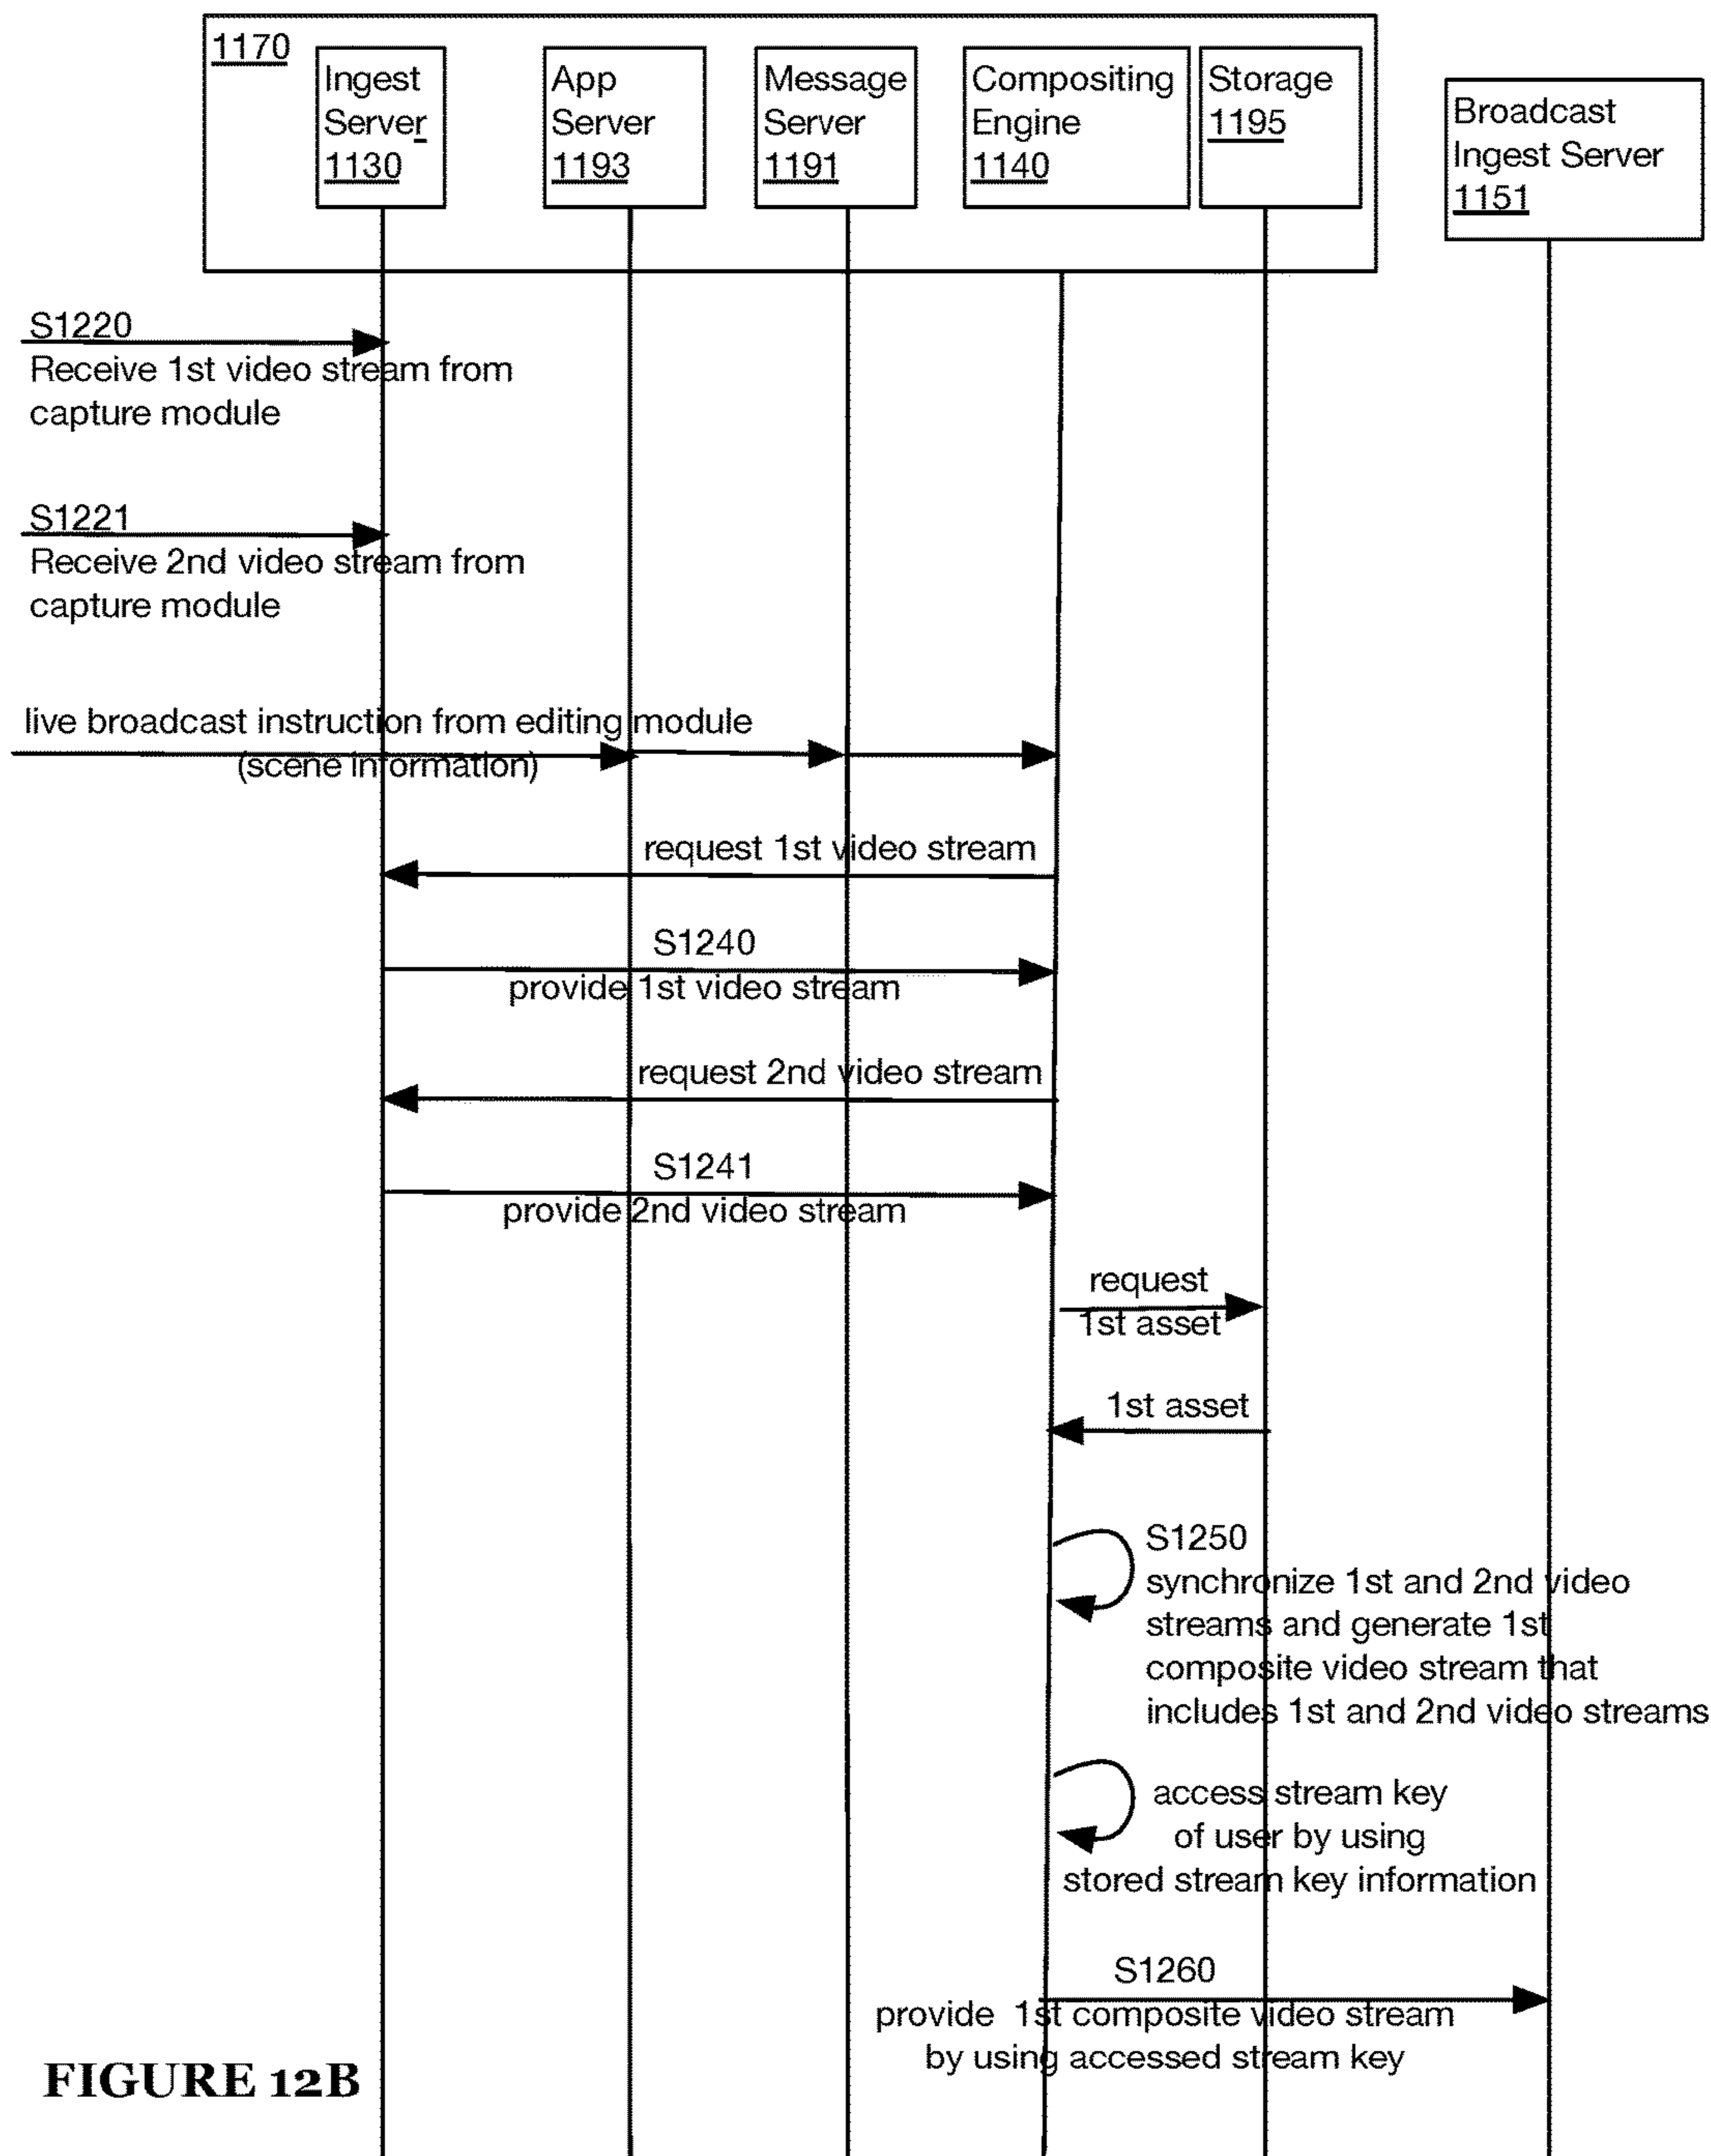 1170
Ingest
Server
1130
App
Server
1193
Message
Server
1191
Compositing
Engine
1140
Storage
1195
Broadcast
Ingest Server
1151
S1220
Receive 1st video stream from
capture module
S1221
Receive 2nd video stream from
capture module
live broadcast instruction from editing module
(scene information)
request 1st video stream
S1240
provide 1st video stream
request 2nd video stream
S1241
provide 2nd video stream
request
1st asset
1st asset
S1250
synchronize 1st and 2nd video
streams and generate 1st
composite video stream that
includes 1st and 2nd video streams
access stream key
of user by using
stored stream key information
S1260
provide 1st composite video stream
by using accessed stream key
FIGURE 12B